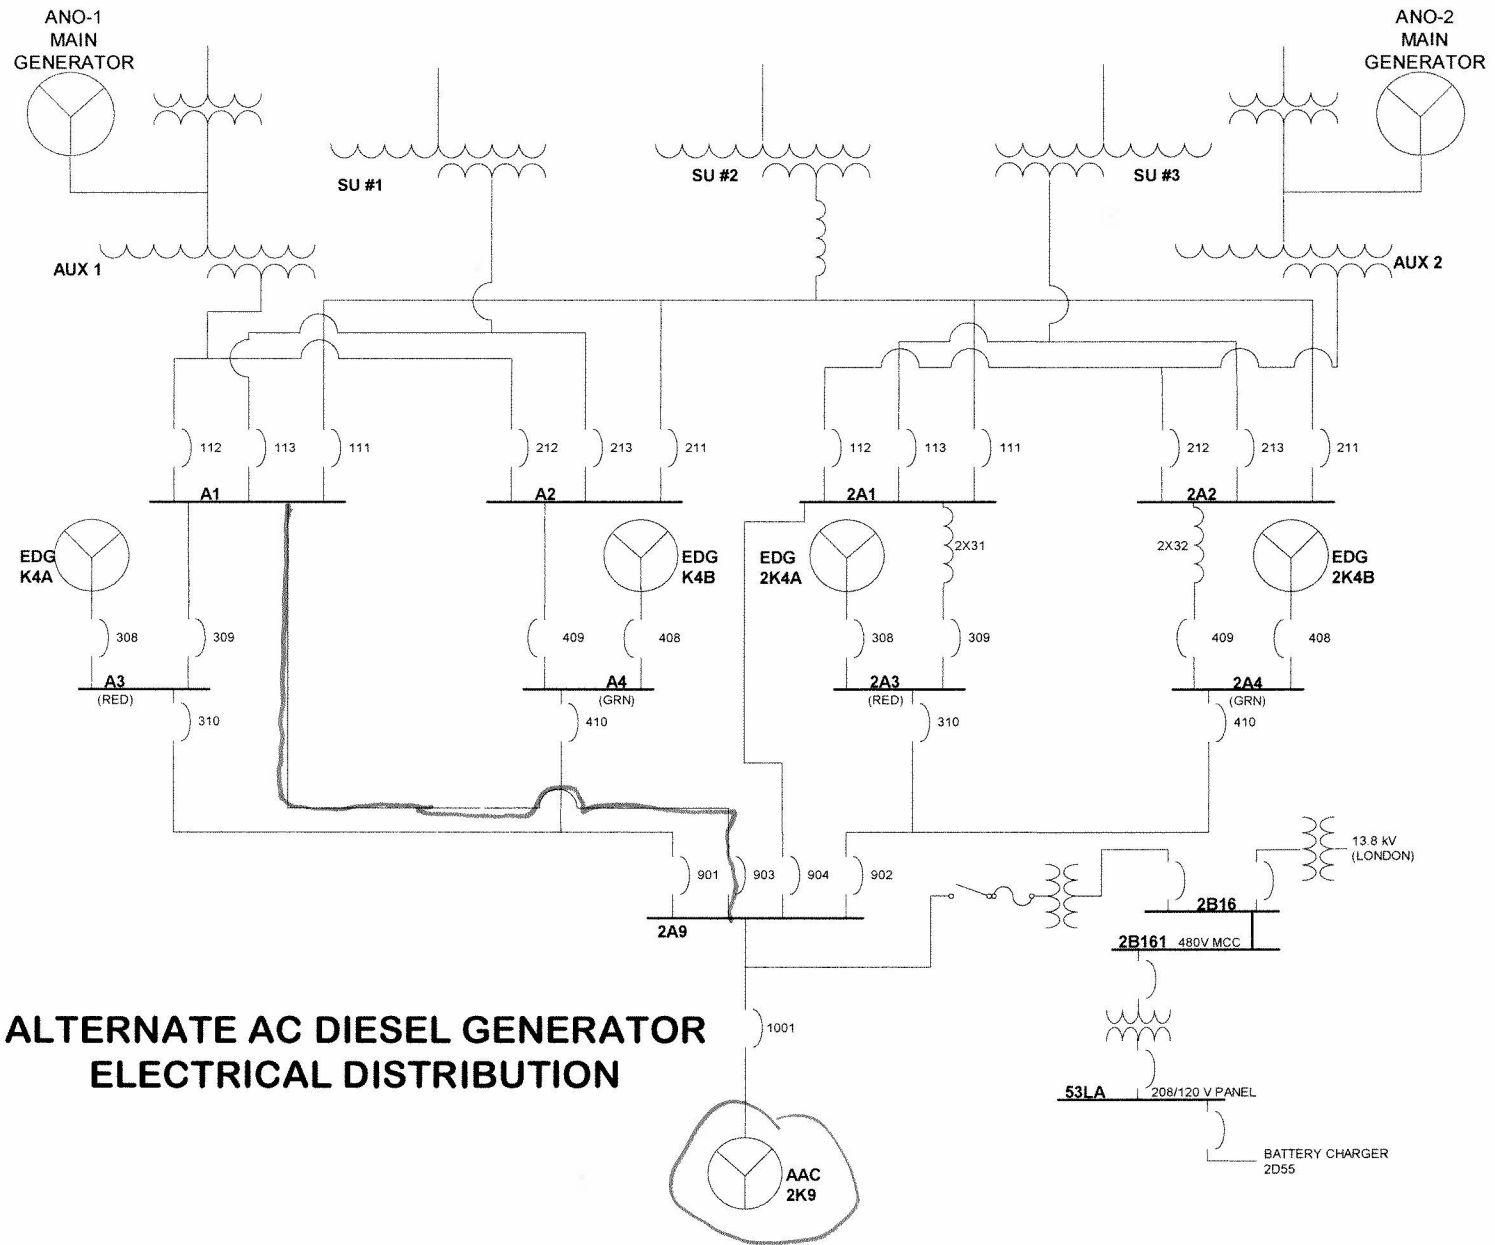 ANO-1
MAIN
GENERATOR
ANO-2
MAIN
GENERATOR
SU #1
SU #2
SU #3
AUX 1
AUX 2
112
113
111
212
213
211
112
113
111
212
213
211
A1
A2
2A1
2A2
EDG
K4A
EDG
K4B
EDG
2K4A
2X31
2X32
EDG
2K4B
308
309
409
408
308
309
409
408
A3
(RED)
A4
(GRN)
2A3
(RED)
2A4
(GRN)
310
410
310
410
901
903
904
902
13.8 kV
(LONDON)
2A9
2B16
2B161 480V MCC
ALTERNATE AC DIESEL GENERATOR
ELECTRICAL DISTRIBUTION
1001
53LA
208/120 V PANEL
BATTERY CHARGER
2D55
AAC
2K9